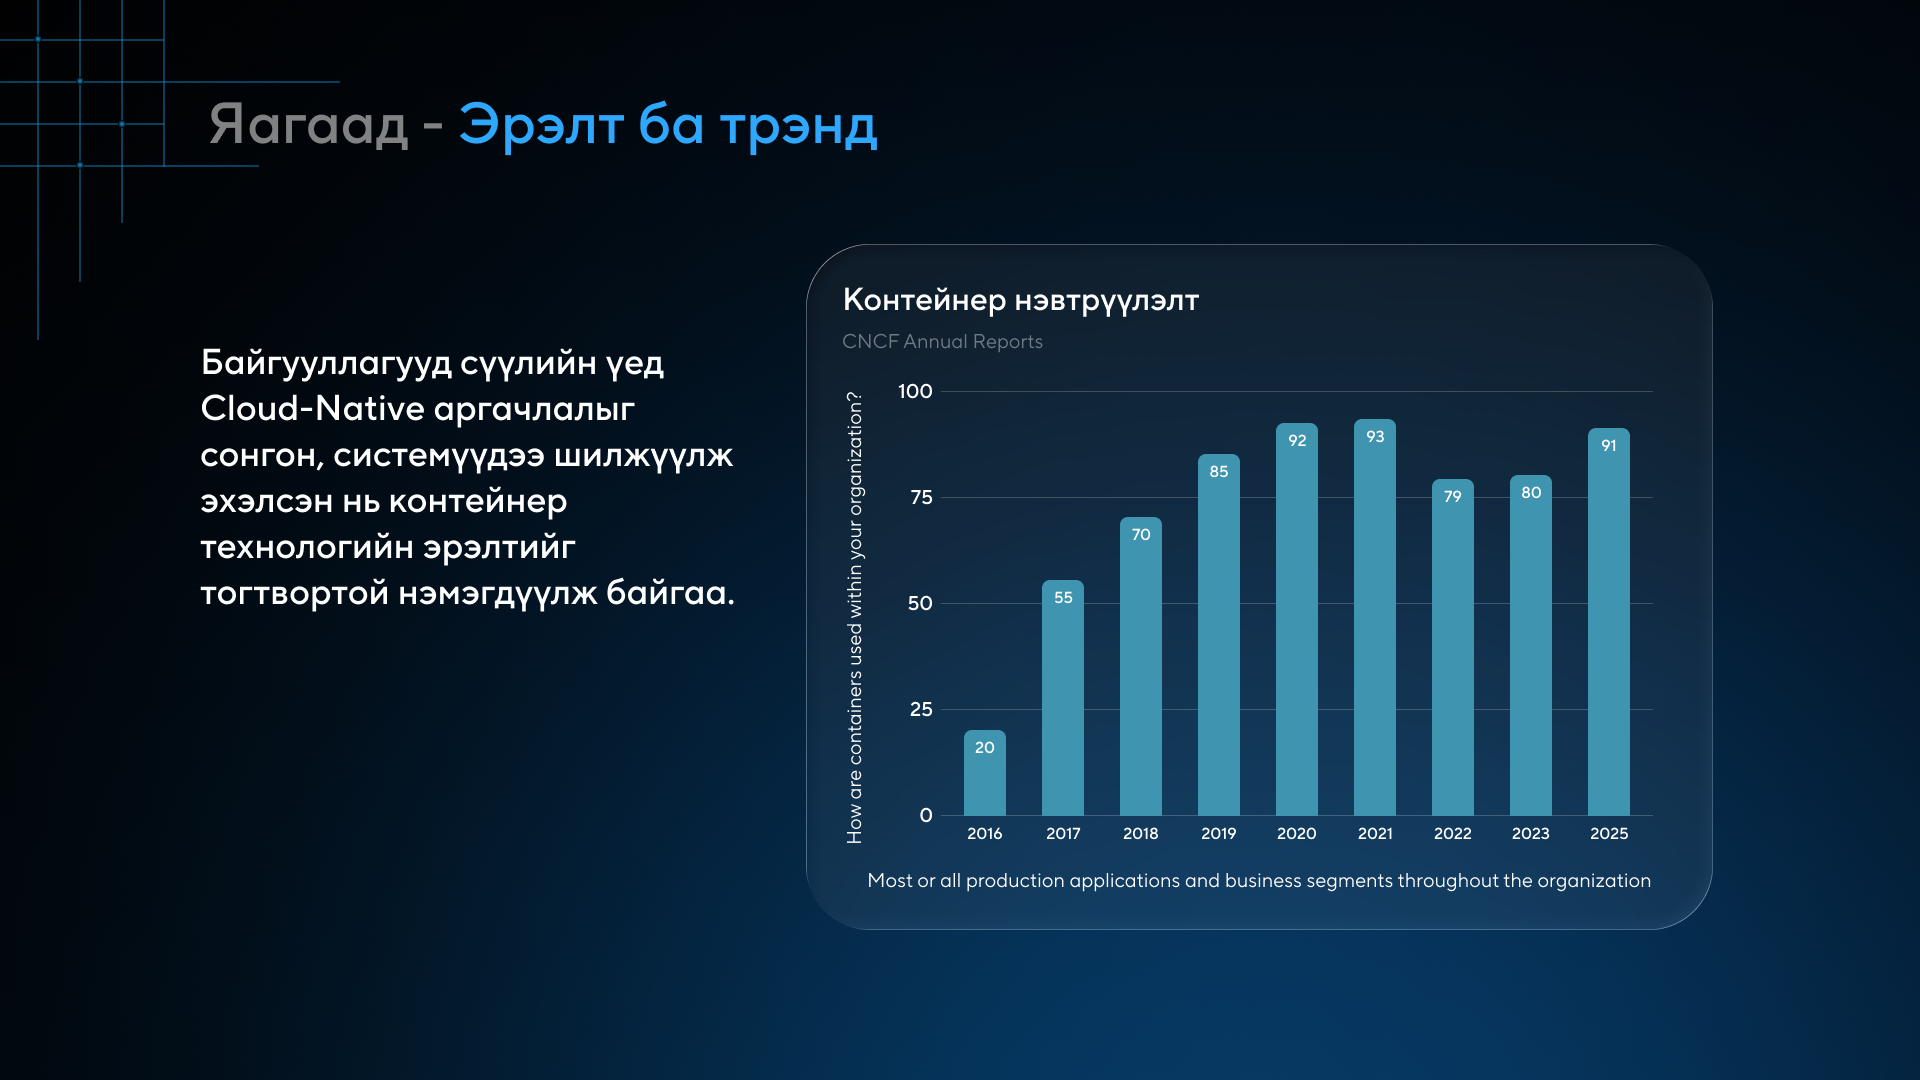 Яагаад - Эрэлт ба трэнд
Байгууллагууд сүүлийн үед
Cloud-Native аргачлалыг
сонгон, системүүдээ шилжүүлж
эхэлсэн нь контейнер
технологийн эрэлтийг
тогтвортой нэмэгдүүлж байгаа.
Контейнер нэвтрүүлэлт
CNCF Annual Reports
How are containers used within your organization?
100
75
50
25
0
20
55
70
85
92
93
79
80
91
2016
2017
2018
2019
2020
2021
2022
2023
2025
Most or all production applications and business segments throughout the organization